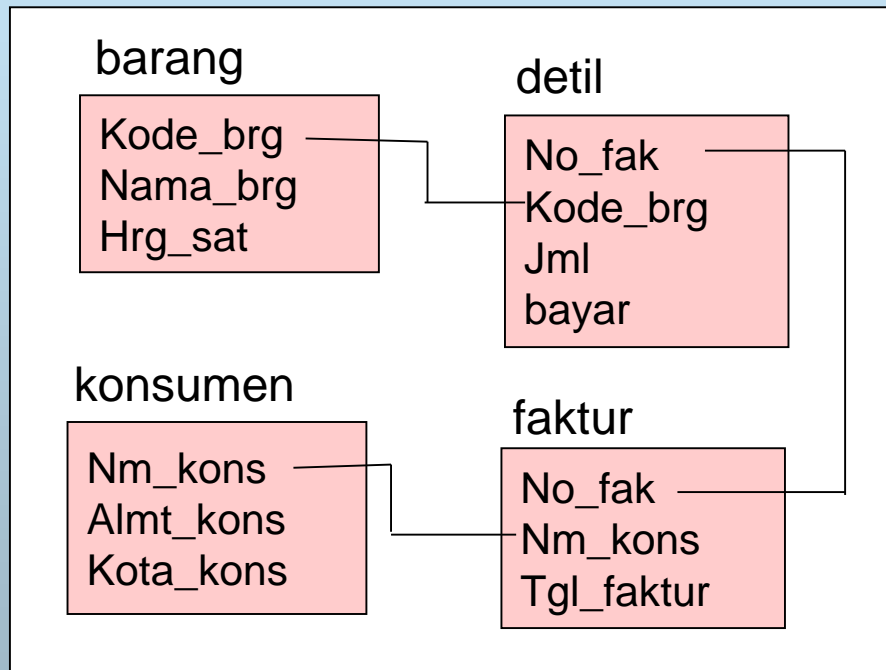 barang
Kode_brg
Nama_brg
Hrg_sat
detil
No_fak
Kode_brg
Jml
bayar
konsumen
Nm_kons
Almt_kons
Kota_kons
faktur
No_fak
Nm_kons
Tgl_faktur